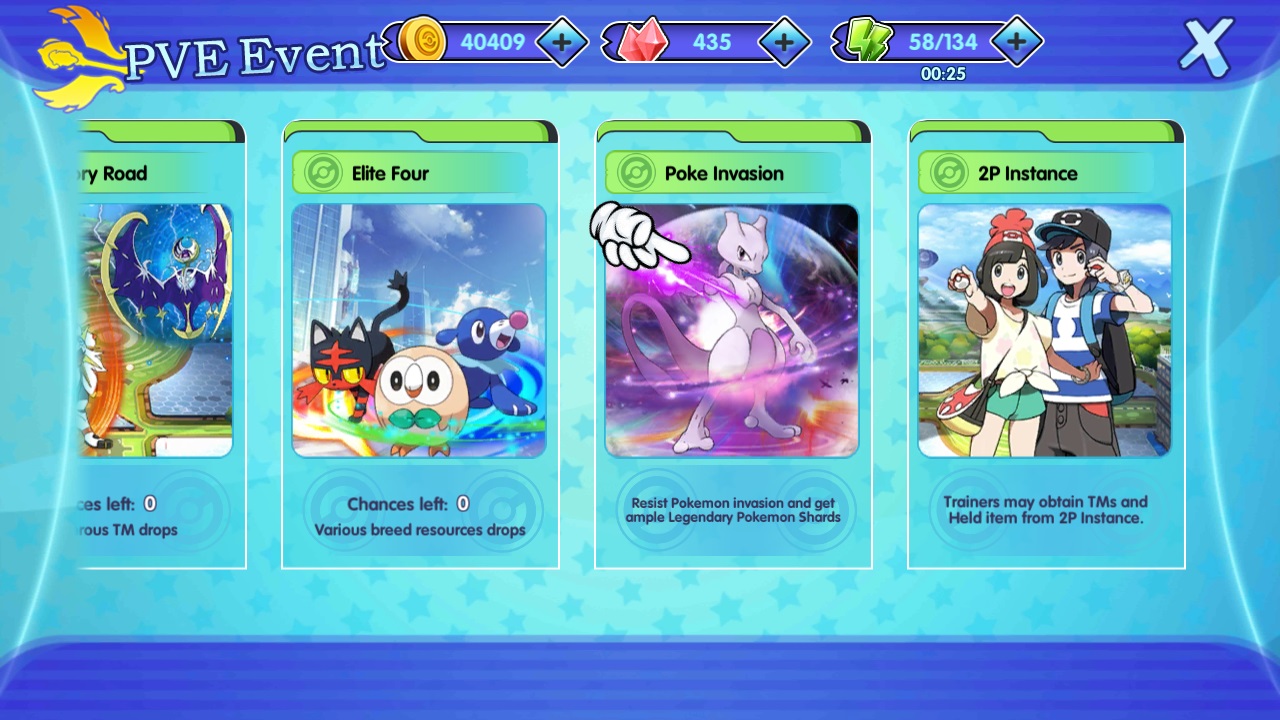 PVE Event
40409
435
58/134
00:25
ry Road
Elite Four
Poke Invasion
2P Instance
es left: 0
rous TM drops
Chances left: 0
Various breed resources drops
Resist Pokemon invasion and get
ample Legendary Pokemon Shards
Trainers may obtain TMs and
Held item from 2P Instance.